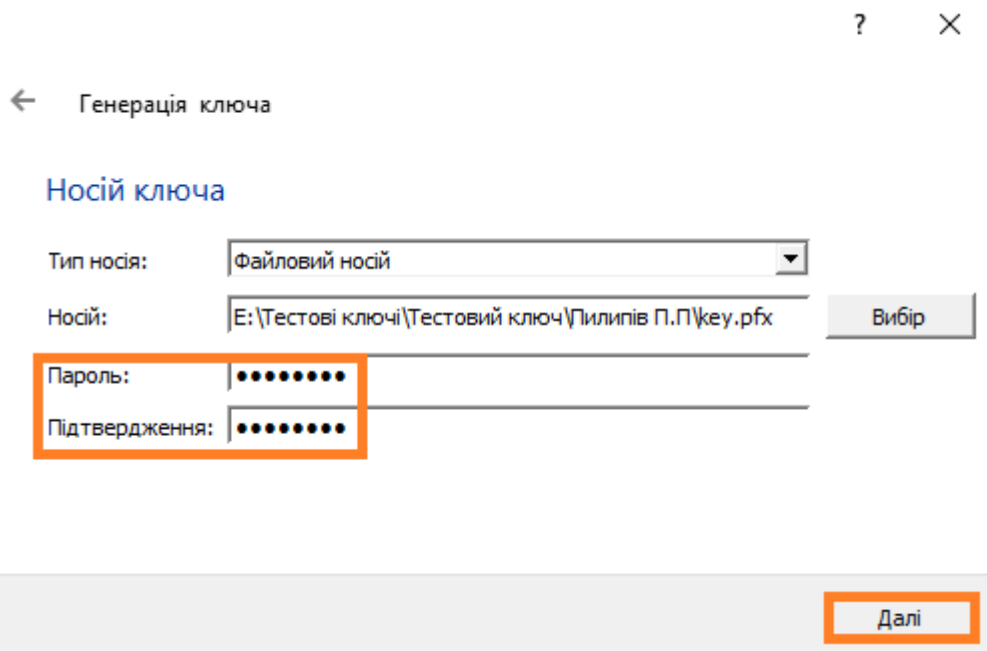 ?
Генерація ключа
Носій ключа
Тип носія: Файловий носій
Носій: E:\Тестові ключі\Тестовий ключ\Пилипів П.П\key.pfx Вибір
Пароль: ••••••••
Підтвердження: ••••••••
Далі